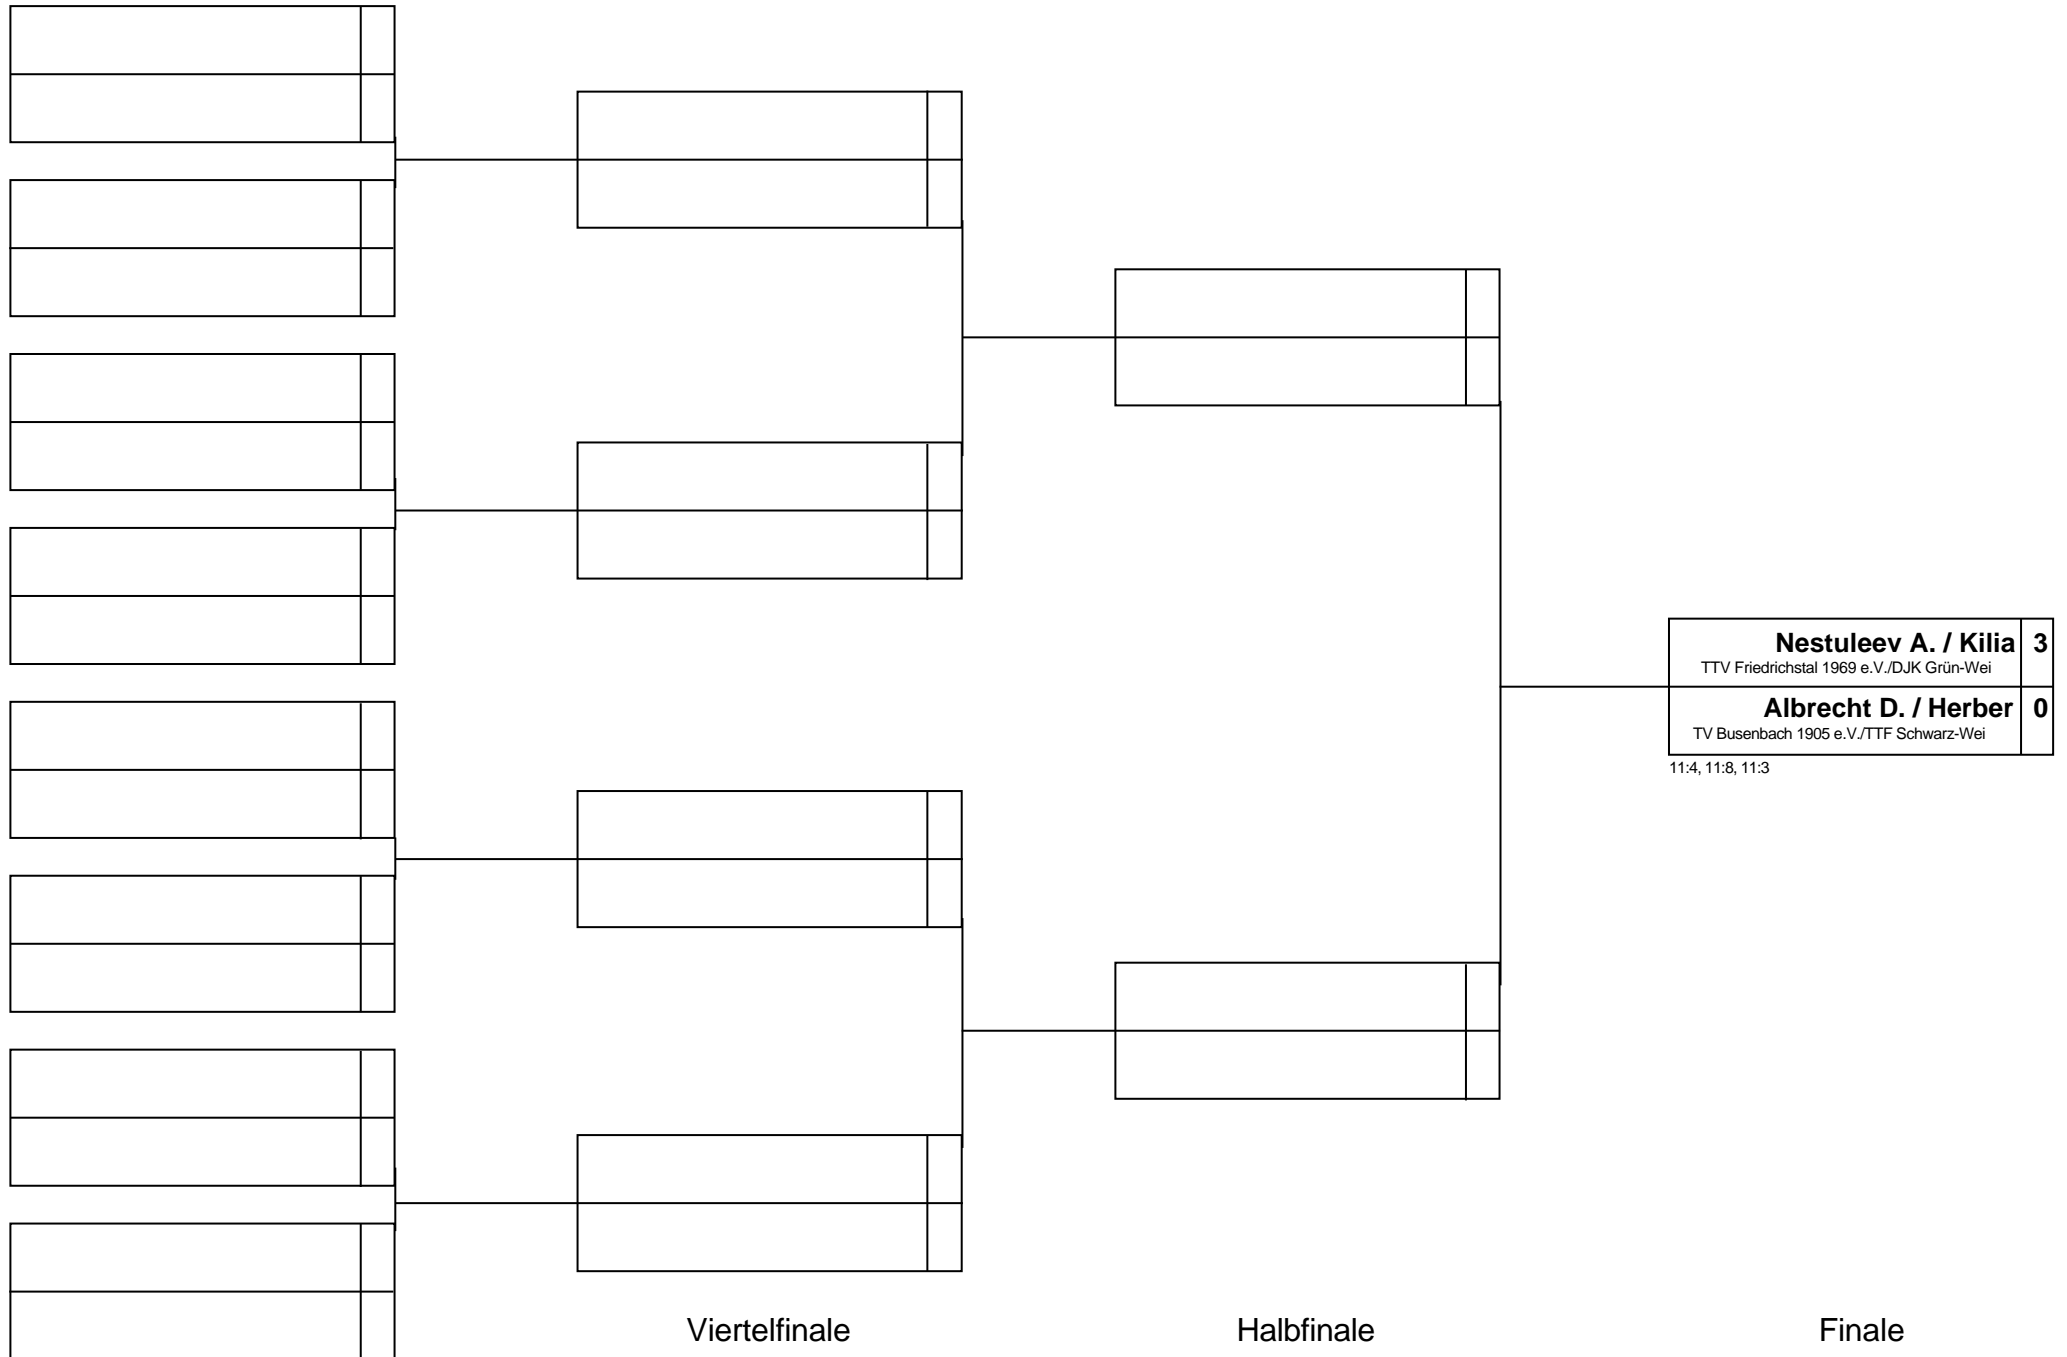 Nestuleev A. / Kilia 3
TTV Friedrichstal 1969 e.V./DJK Grün-Wei
Albrecht D. / Herber 0
TV Busenbach 1905 e.V./TTF Schwarz-Wei
11:4, 11:8, 11:3
Viertelfinale Halbfinale Finale